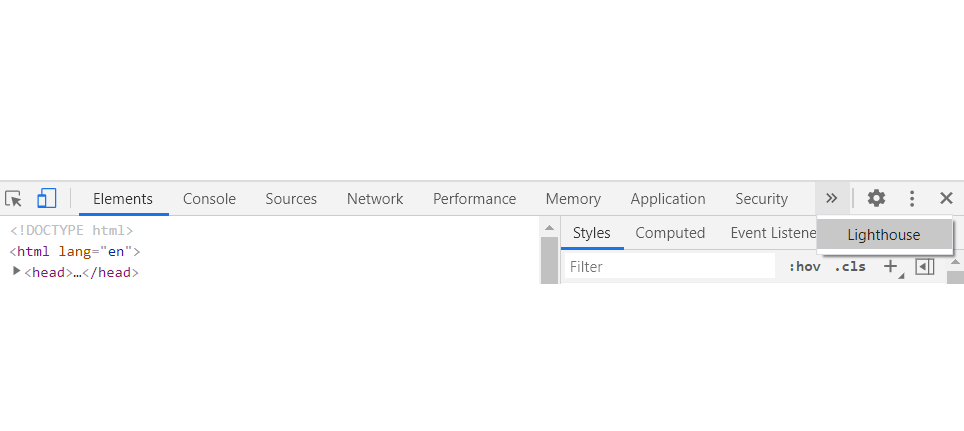 Elements Console Sources Network Performance Memory Application Security »
<!DOCTYPE html>
<html lang="en">
<head>…</head>
Styles Computed Event Listene
Lighthouse
Filter :hov .cls +